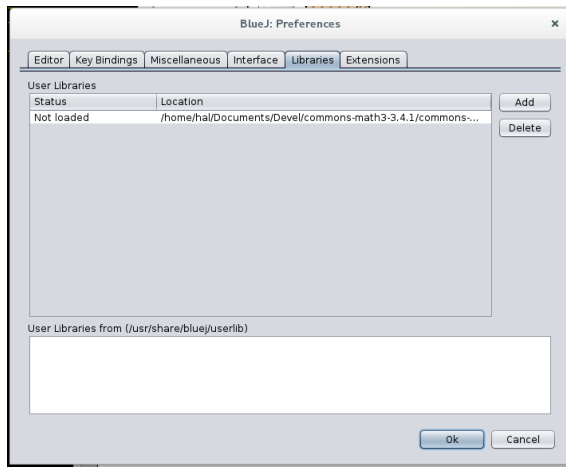 BlueJ: Preferences
Editor Key Bindings Miscellaneous Interface Libraries Extensions
User Libraries
Status Location
Not loaded /home/hal/Documents/Devel/commons-math3-3.4.1/commons-...
Add
Delete
User Libraries from (/usr/share/bluej/userlib)
Ok Cancel